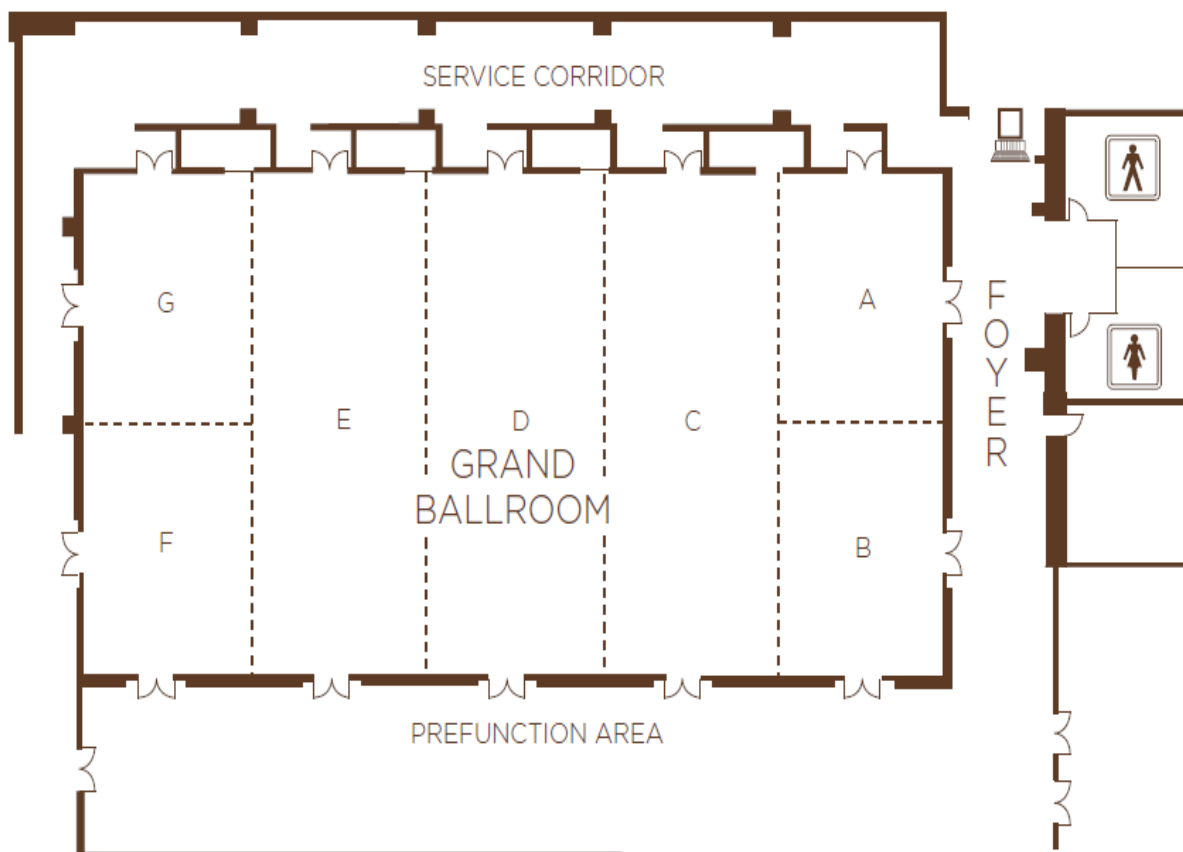 SERVICE CORRIDOR
G
A
FOYER
E
D
C
GRAND
BALLROOM
F
B
PREFUNCTION AREA